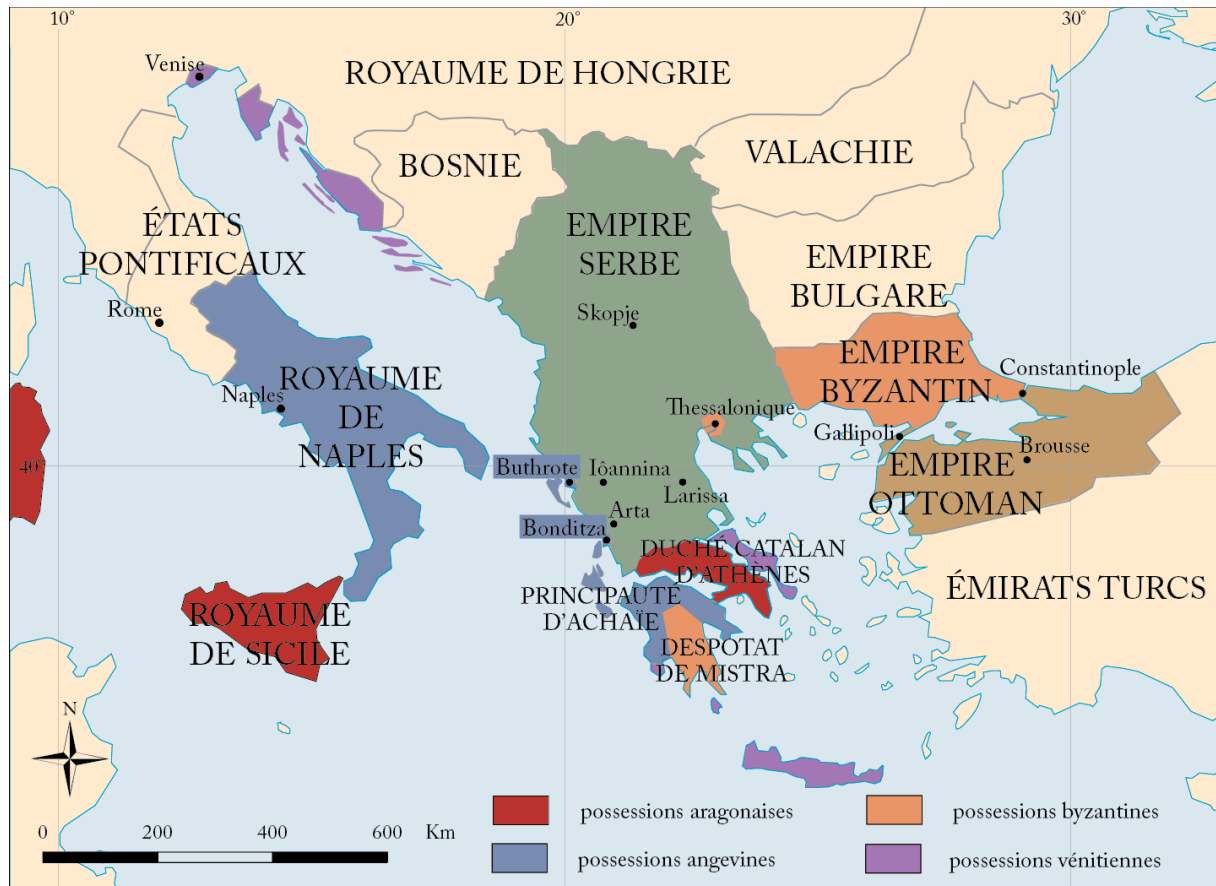 10°
20°
30°
Venise
ROYAUME DE HONGRIE
BOSNIE
VALACHIE
ÉTATS
PONTIFICAUX
Rome
EMPIRE
SERBE
Skopje
EMPIRE
BULGARE
EMPIRE
BYZANTIN
Constantinople
Naples
ROYAUME
DE
NAPLES
Thessalonique
Gallipoli
Brousse
EMPIRE
OTTOMAN
40°
Buthrote
Iôannina
Larissa
Arta
Bonditza
DUCHÉ CATALAN
D'ATHÈNES
PRINCIPAUTÉ
D'ACHAÏE
ÉMIRATS TURCS
ROYAUME
DE SICILE
DESPOTAT
DE MISTRA
N
0 200 400 600 Km
possessions aragonaises
possessions angevines
possessions byzantines
possessions vénitiennes